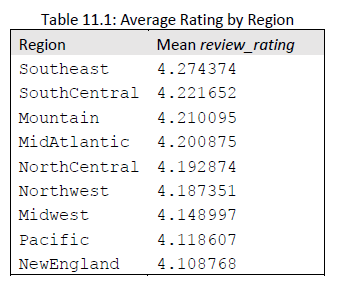 Table 11.1: Average Rating by Region
Region Mean review_rating
Southeast 4.274374
SouthCentral 4.221652
Mountain 4.210095
MidAtlantic 4.200875
NorthCentral 4.192874
Northwest 4.187351
Midwest 4.148997
Pacific 4.118607
NewEngland 4.108768